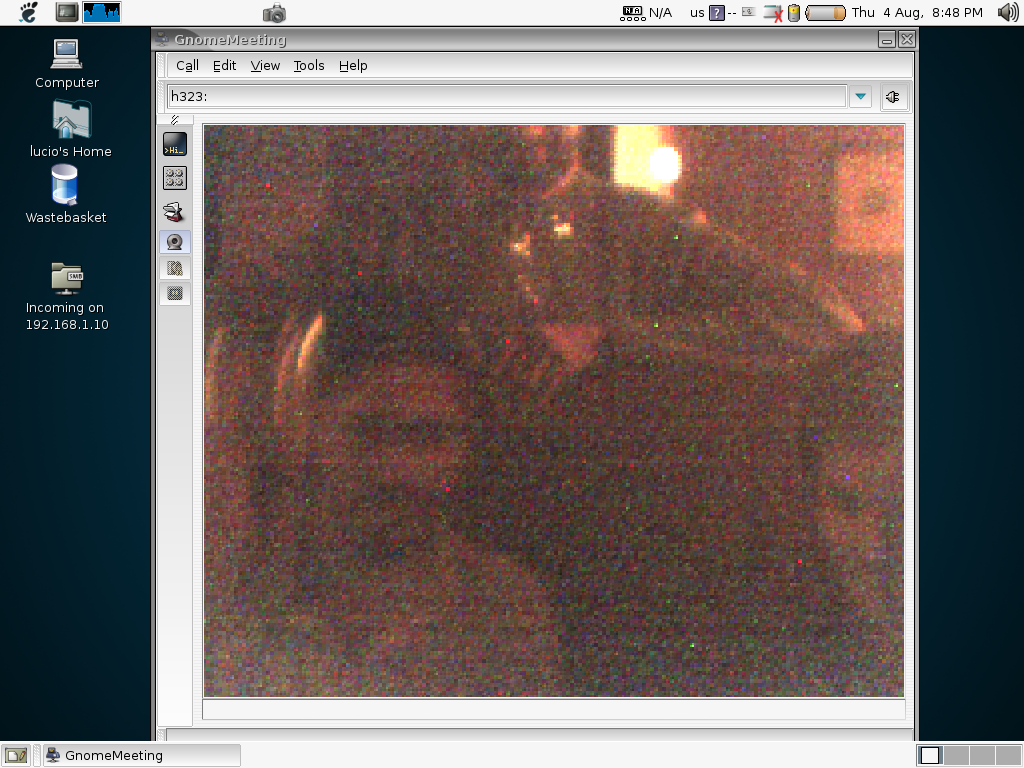 N/A
us
?
--
Thu 4 Aug, 8:48 PM
Computer
lucio's Home
Wastebasket
SMB
Incoming on
192.168.1.10
GnomeMeeting
Call Edit View Tools Help
h323:
>Hi_
GnomeMeeting